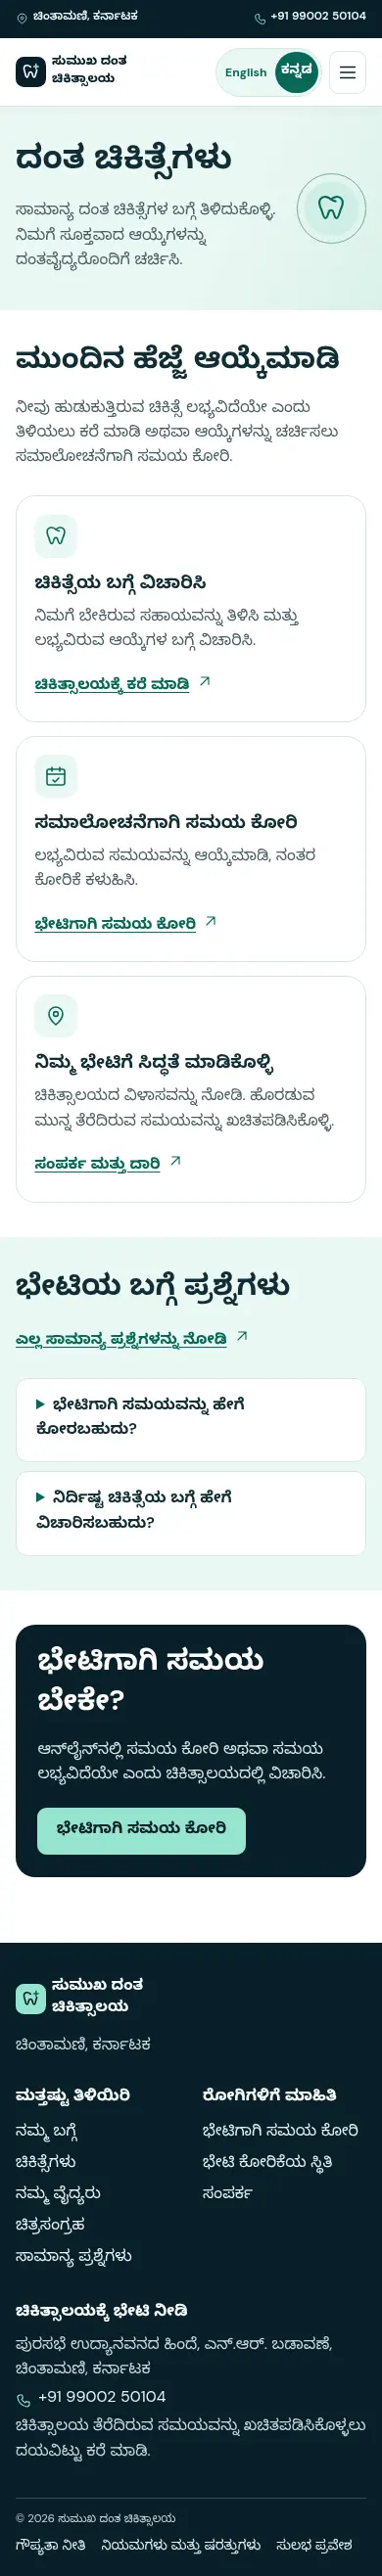 ಚಿಂತಾಮಣಿ, ಕರ್ನಾಟಕ
+91 99002 50104
ಸುಮುಖ ದಂತ
ಚಿಕಿತ್ಸಾಲಯ
English
ಕನ್ನಡ
ದಂತ ಚಿಕಿತ್ಸೆಗಳು
ಸಾಮಾನ್ಯ ದಂತ ಚಿಕಿತ್ಸೆಗಳ ಬಗ್ಗೆ ತಿಳಿದುಕೊಳ್ಳಿ.
ನಿಮಗೆ ಸೂಕ್ತವಾದ ಆಯ್ಕೆಗಳನ್ನು
ದಂತವೈದ್ಯರೊಂದಿಗೆ ಚರ್ಚಿಸಿ.
ಮುಂದಿನ ಹೆಜ್ಜೆ ಆಯ್ಕೆಮಾಡಿ
ನೀವು ಹುಡುಕುತ್ತಿರುವ ಚಿಕಿತ್ಸೆ ಲಭ್ಯವಿದೆಯೇ ಎಂದು
ತಿಳಿಯಲು ಕರೆ ಮಾಡಿ ಅಥವಾ ಆಯ್ಕೆಗಳನ್ನು ಚರ್ಚಿಸಲು
ಸಮಾಲೋಚನೆಗಾಗಿ ಸಮಯ ಕೋರಿ.
ಚಿಕಿತ್ಸೆಯ ಬಗ್ಗೆ ವಿಚಾರಿಸಿ
ನಿಮಗೆ ಬೇಕಿರುವ ಸಹಾಯವನ್ನು ತಿಳಿಸಿ ಮತ್ತು
ಲಭ್ಯವಿರುವ ಆಯ್ಕೆಗಳ ಬಗ್ಗೆ ವಿಚಾರಿಸಿ.
ಚಿಕಿತ್ಸಾಲಯಕ್ಕೆ ಕರೆ ಮಾಡಿ
ಸಮಾಲೋಚನೆಗಾಗಿ ಸಮಯ ಕೋರಿ
ಲಭ್ಯವಿರುವ ಸಮಯವನ್ನು ಆಯ್ಕೆಮಾಡಿ, ನಂತರ
ಕೋರಿಕೆ ಕಳುಹಿಸಿ.
ಭೇಟಿಗಾಗಿ ಸಮಯ ಕೋರಿ
ನಿಮ್ಮ ಭೇಟಿಗೆ ಸಿದ್ಧತೆ ಮಾಡಿಕೊಳ್ಳಿ
ಚಿಕಿತ್ಸಾಲಯದ ವಿಳಾಸವನ್ನು ನೋಡಿ. ಹೊರಡುವ
ಮುನ್ನ ತೆರೆದಿರುವ ಸಮಯವನ್ನು ಖಚಿತಪಡಿಸಿಕೊಳ್ಳಿ.
ಸಂಪರ್ಕ ಮತ್ತು ದಾರಿ
ಭೇಟಿಯ ಬಗ್ಗೆ ಪ್ರಶ್ನೆಗಳು
ಎಲ್ಲ ಸಾಮಾನ್ಯ ಪ್ರಶ್ನೆಗಳನ್ನು ನೋಡಿ
ಭೇಟಿಗಾಗಿ ಸಮಯವನ್ನು ಹೇಗೆ
ಕೋರಬಹುದು?
ನಿರ್ದಿಷ್ಟ ಚಿಕಿತ್ಸೆಯ ಬಗ್ಗೆ ಹೇಗೆ
ವಿಚಾರಿಸಬಹುದು?
ಭೇಟಿಗಾಗಿ ಸಮಯ
ಬೇಕೇ?
ಆನ್‌ಲೈನ್‌ನಲ್ಲಿ ಸಮಯ ಕೋರಿ ಅಥವಾ ಸಮಯ
ಲಭ್ಯವಿದೆಯೇ ಎಂದು ಚಿಕಿತ್ಸಾಲಯದಲ್ಲಿ ವಿಚಾರಿಸಿ.
ಭೇಟಿಗಾಗಿ ಸಮಯ ಕೋರಿ
ಸುಮುಖ ದಂತ
ಚಿಕಿತ್ಸಾಲಯ
ಚಿಂತಾಮಣಿ, ಕರ್ನಾಟಕ
ಮತ್ತಷ್ಟು ತಿಳಿಯಿರಿ
ನಮ್ಮ ಬಗ್ಗೆ
ಚಿಕಿತ್ಸೆಗಳು
ನಮ್ಮ ವೈದ್ಯರು
ಚಿತ್ರಸಂಗ್ರಹ
ಸಾಮಾನ್ಯ ಪ್ರಶ್ನೆಗಳು
ರೋಗಿಗಳಿಗೆ ಮಾಹಿತಿ
ಭೇಟಿಗಾಗಿ ಸಮಯ ಕೋರಿ
ಭೇಟಿ ಕೋರಿಕೆಯ ಸ್ಥಿತಿ
ಸಂಪರ್ಕ
ಚಿಕಿತ್ಸಾಲಯಕ್ಕೆ ಭೇಟಿ ನೀಡಿ
ಪುರಸಭೆ ಉದ್ಯಾನವನದ ಹಿಂದೆ, ಎನ್.ಆರ್. ಬಡಾವಣೆ,
ಚಿಂತಾಮಣಿ, ಕರ್ನಾಟಕ
+91 99002 50104
ಚಿಕಿತ್ಸಾಲಯ ತೆರೆದಿರುವ ಸಮಯವನ್ನು ಖಚಿತಪಡಿಸಿಕೊಳ್ಳಲು
ದಯವಿಟ್ಟು ಕರೆ ಮಾಡಿ.
© 2026 ಸುಮುಖ ದಂತ ಚಿಕಿತ್ಸಾಲಯ
ಗೌಪ್ಯತಾ ನೀತಿ ನಿಯಮಗಳು ಮತ್ತು ಷರತ್ತುಗಳು ಸುಲಭ ಪ್ರವೇಶ